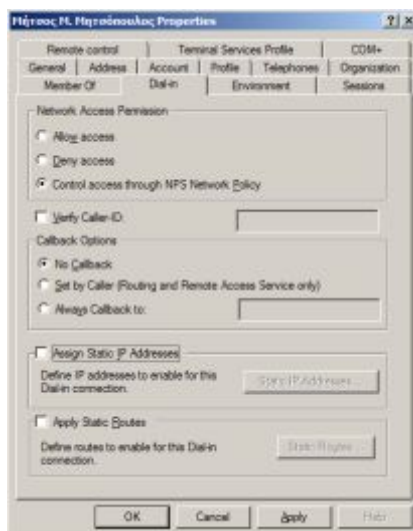 Μήτσος Μ. Μητσόπουλος Properties
Remote control Terminal Services Profile COM+
General Address Account Profile Telephones Organization
Member Of Dial-in Environment Sessions
Network Access Permission
Allow access
Deny access
Control access through NPS Network Policy
Verify Caller-ID:
Callback Options
No Callback
Set by Caller (Routing and Remote Access Service only)
Always Callback to:
Assign Static IP Addresses
Define IP addresses to enable for this
Dial-in connection.
Static IP Addresses ...
Apply Static Routes
Define routes to enable for this Dial-in
connection.
Static Routes ...
OK Cancel Apply Help